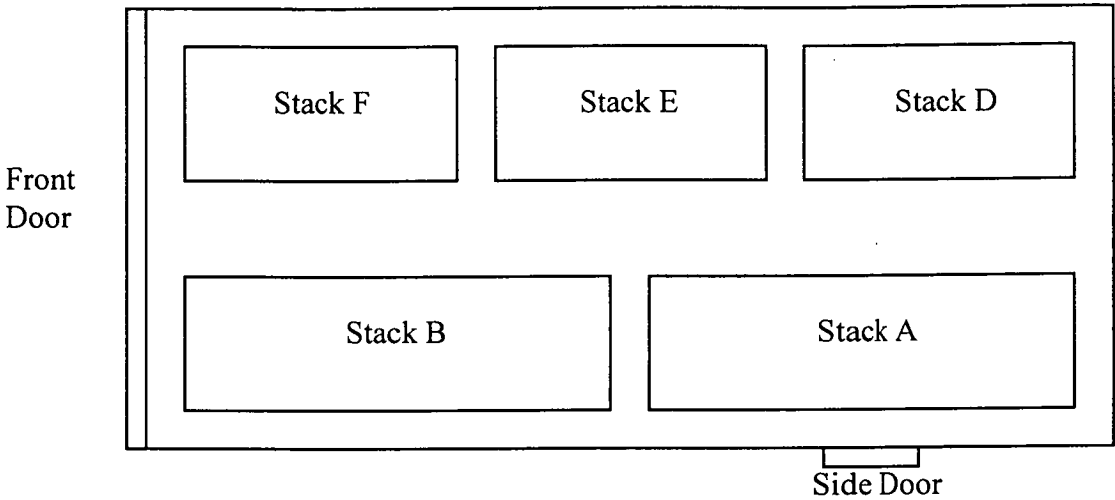 Stack F
Stack E
Stack D
Front
Door
Stack B
Stack A
Side Door